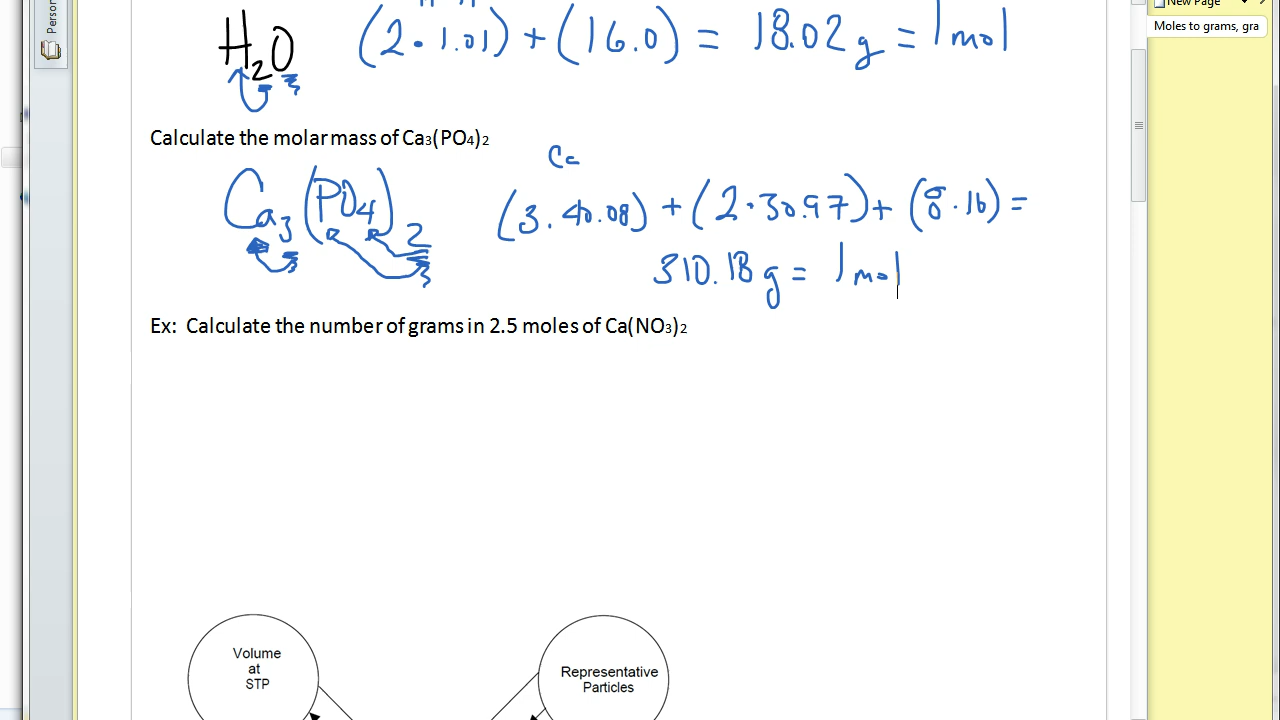 New Page
Person
Moles to grams, gra
H₂O (2・1.01) + (16.0) = 18.02 g = 1 mol
Calculate the molar mass of Ca₃(PO₄)₂
Ca
Ca₃(PO₄)₂ (3・40.08) + (2・30.97) + (8・16) =
310.18 g = 1 mol
Ex: Calculate the number of grams in 2.5 moles of Ca(NO₃)₂
Volume
at
STP
Representative
Particles